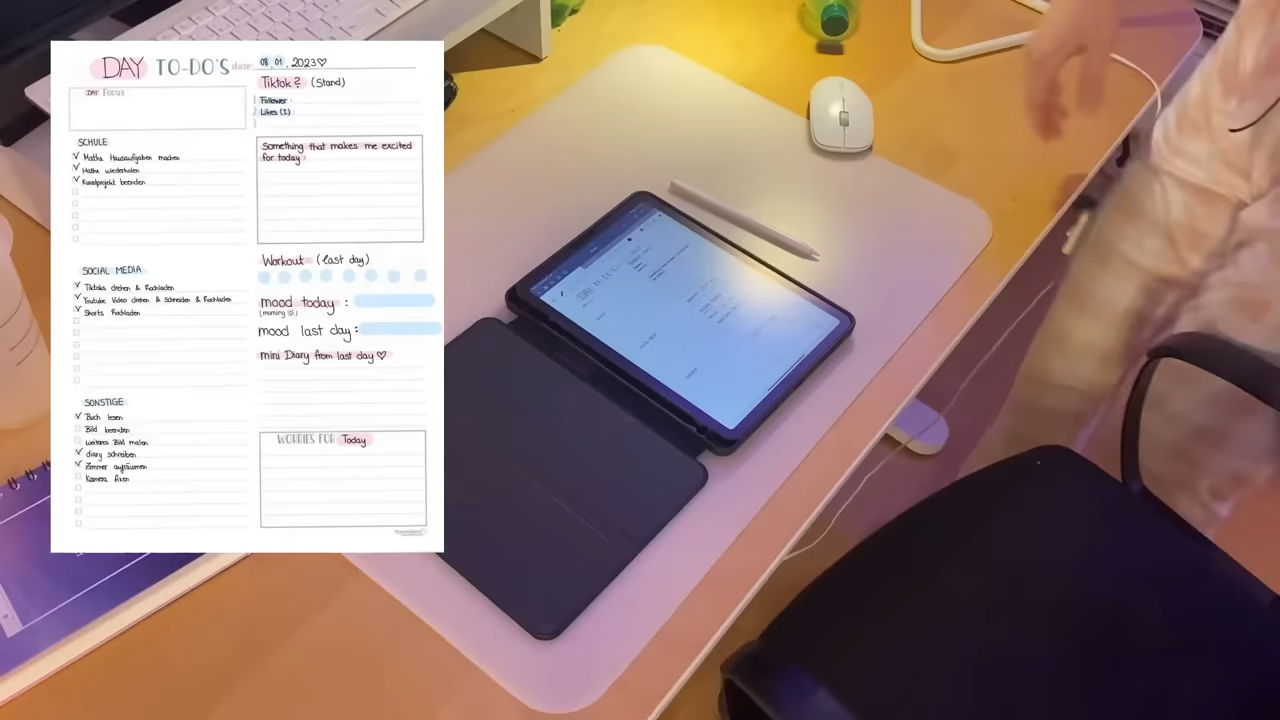 DAY TO-DO'S date: 08.01.2023♡
DAY Focus
SCHULE
Mathe Hausaufgaben machen
Mathe wiederholen
Kunstprojekt beenden
SOCIAL MEDIA
Tiktoks drehen & Hochladen
Youtube Video drehen & Schneiden & Hochladen
Shorts Hochladen
SONSTIGE
Buch lesen
Bild beenden
weiteres Bild malen
diary schreiben
Zimmer aufräumen
Kamera fixen
Tiktok? (Stand)
Follower :
Likes (I) :
Something that makes me excited
for today :
Workout (last day)
mood today :
(morning ☼)
mood last day:
mini Diary from last day ♡
WORRIES FOR Today